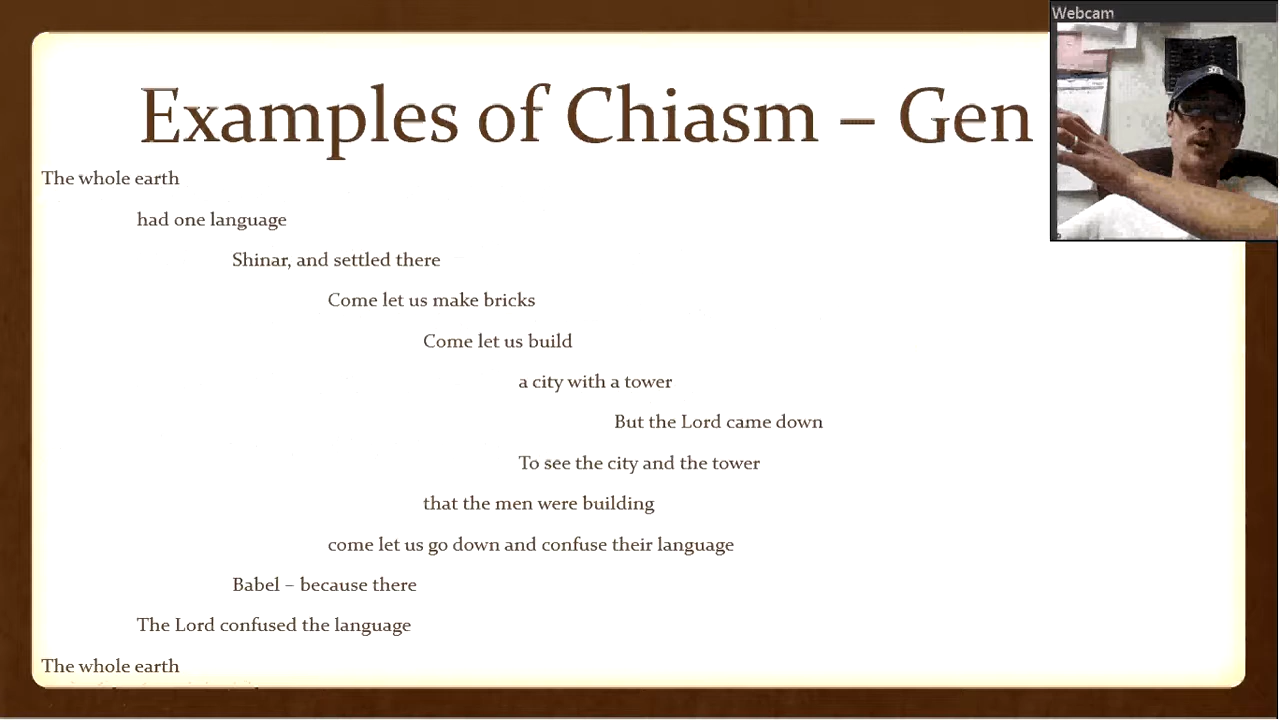 Webcam
Examples of Chiasm – Gen
The whole earth
had one language
Shinar, and settled there
Come let us make bricks
Come let us build
a city with a tower
But the Lord came down
To see the city and the tower
that the men were building
come let us go down and confuse their language
Babel – because there
The Lord confused the language
The whole earth